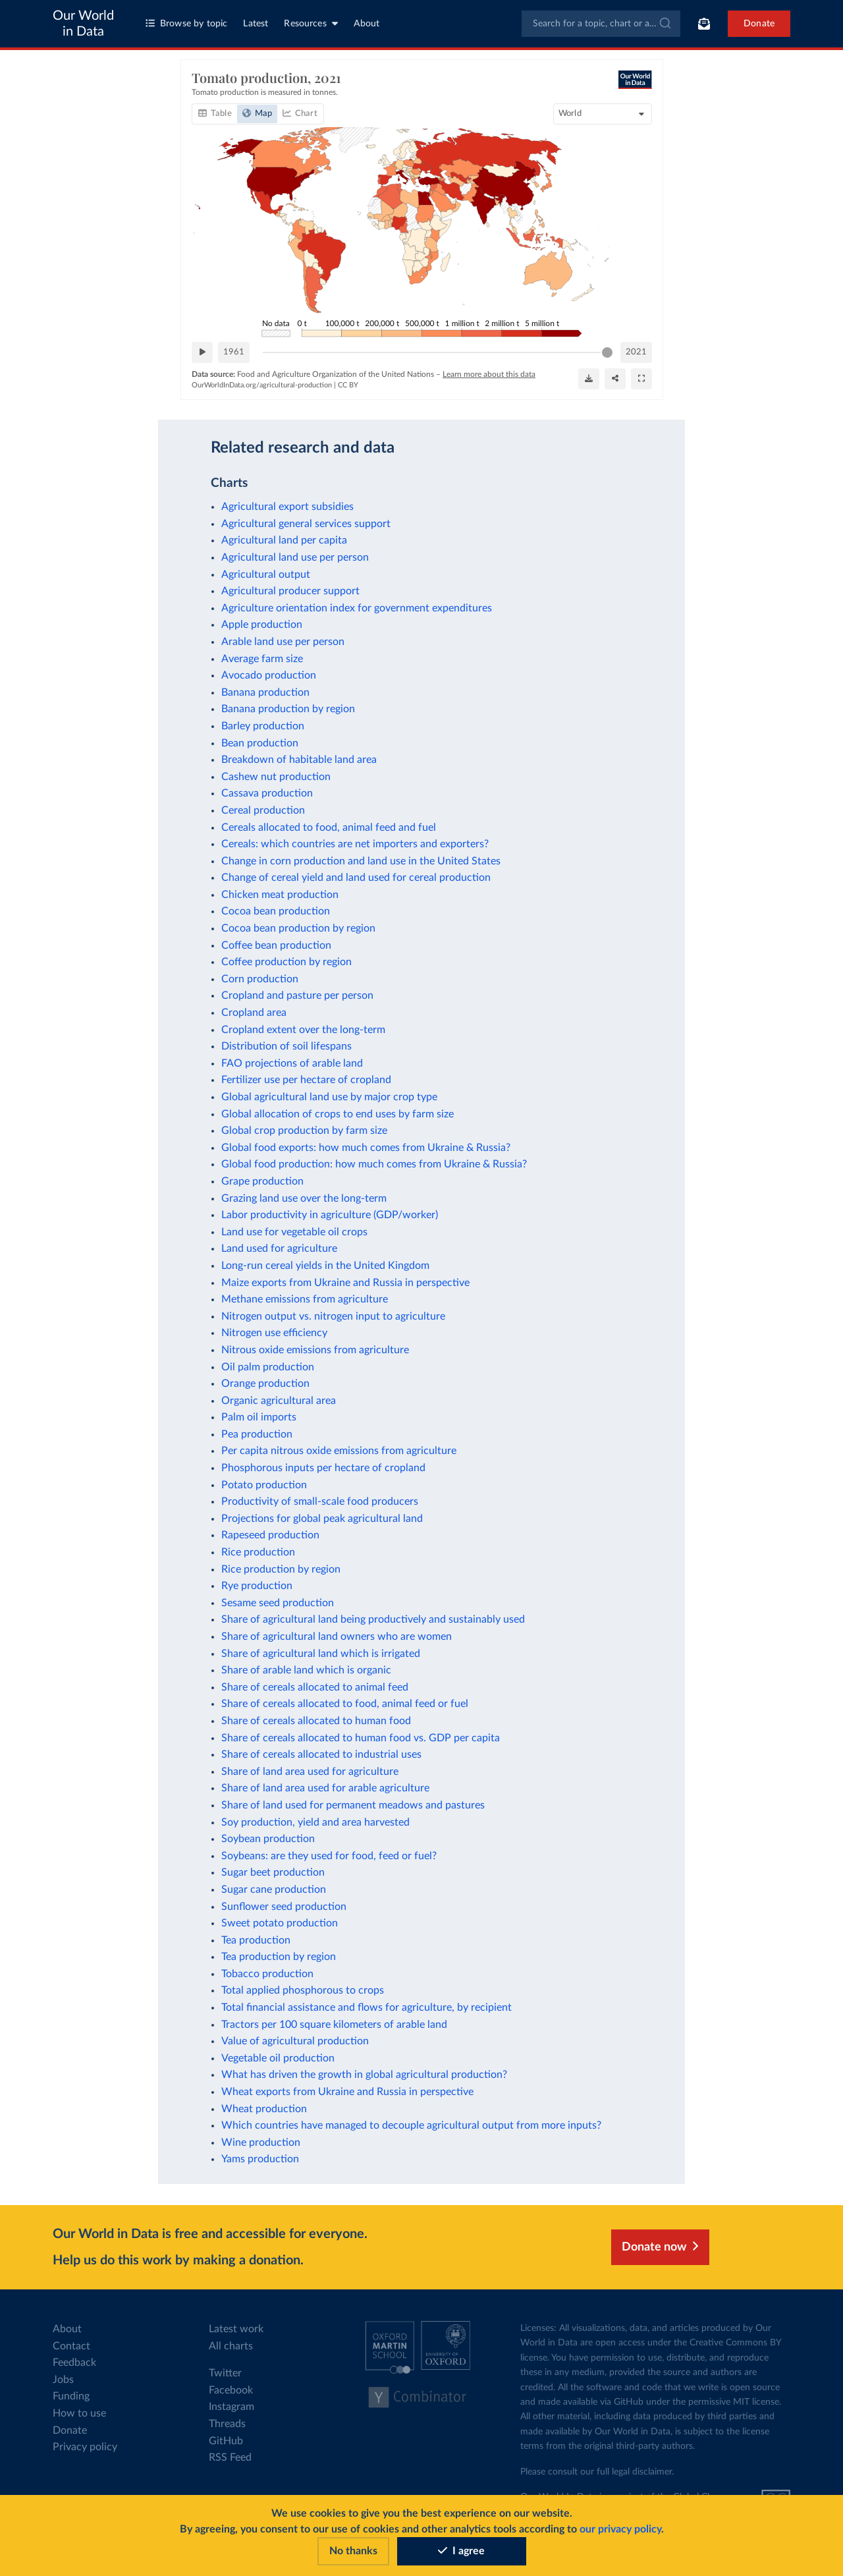 Our World
in Data
Browse by topic
Latest
Resources
About
Search for a topic, chart or a...
Donate
Tomato production, 2021
Tomato production is measured in tonnes.
Our World
in Data
Table
Map
Chart
World
No data
0 t
100,000 t
200,000 t
500,000 t
1 million t
2 million t
5 million t
1961
2021
Data source: Food and Agriculture Organization of the United Nations – Learn more about this data
OurWorldInData.org/agricultural-production | CC BY
Related research and data
Charts
Agricultural export subsidies
Agricultural general services support
Agricultural land per capita
Agricultural land use per person
Agricultural output
Agricultural producer support
Agriculture orientation index for government expenditures
Apple production
Arable land use per person
Average farm size
Avocado production
Banana production
Banana production by region
Barley production
Bean production
Breakdown of habitable land area
Cashew nut production
Cassava production
Cereal production
Cereals allocated to food, animal feed and fuel
Cereals: which countries are net importers and exporters?
Change in corn production and land use in the United States
Change of cereal yield and land used for cereal production
Chicken meat production
Cocoa bean production
Cocoa bean production by region
Coffee bean production
Coffee production by region
Corn production
Cropland and pasture per person
Cropland area
Cropland extent over the long-term
Distribution of soil lifespans
FAO projections of arable land
Fertilizer use per hectare of cropland
Global agricultural land use by major crop type
Global allocation of crops to end uses by farm size
Global crop production by farm size
Global food exports: how much comes from Ukraine & Russia?
Global food production: how much comes from Ukraine & Russia?
Grape production
Grazing land use over the long-term
Labor productivity in agriculture (GDP/worker)
Land use for vegetable oil crops
Land used for agriculture
Long-run cereal yields in the United Kingdom
Maize exports from Ukraine and Russia in perspective
Methane emissions from agriculture
Nitrogen output vs. nitrogen input to agriculture
Nitrogen use efficiency
Nitrous oxide emissions from agriculture
Oil palm production
Orange production
Organic agricultural area
Palm oil imports
Pea production
Per capita nitrous oxide emissions from agriculture
Phosphorous inputs per hectare of cropland
Potato production
Productivity of small-scale food producers
Projections for global peak agricultural land
Rapeseed production
Rice production
Rice production by region
Rye production
Sesame seed production
Share of agricultural land being productively and sustainably used
Share of agricultural land owners who are women
Share of agricultural land which is irrigated
Share of arable land which is organic
Share of cereals allocated to animal feed
Share of cereals allocated to food, animal feed or fuel
Share of cereals allocated to human food
Share of cereals allocated to human food vs. GDP per capita
Share of cereals allocated to industrial uses
Share of land area used for agriculture
Share of land area used for arable agriculture
Share of land used for permanent meadows and pastures
Soy production, yield and area harvested
Soybean production
Soybeans: are they used for food, feed or fuel?
Sugar beet production
Sugar cane production
Sunflower seed production
Sweet potato production
Tea production
Tea production by region
Tobacco production
Total applied phosphorous to crops
Total financial assistance and flows for agriculture, by recipient
Tractors per 100 square kilometers of arable land
Value of agricultural production
Vegetable oil production
What has driven the growth in global agricultural production?
Wheat exports from Ukraine and Russia in perspective
Wheat production
Which countries have managed to decouple agricultural output from more inputs?
Wine production
Yams production
Our World in Data is free and accessible for everyone.
Help us do this work by making a donation.
Donate now
About
Contact
Feedback
Jobs
Funding
How to use
Donate
Privacy policy
Latest work
All charts
Twitter
Facebook
Instagram
Threads
GitHub
RSS Feed
OXFORD
MARTIN
SCHOOL
UNIVERSITY OF
OXFORD
Y Combinator
Licenses: All visualizations, data, and articles produced by Our
World in Data are open access under the Creative Commons BY
license. You have permission to use, distribute, and reproduce
these in any medium, provided the source and authors are
credited. All the software and code that we write is open source
and made available via GitHub under the permissive MIT license.
All other material, including data produced by third parties and
made available by Our World in Data, is subject to the license
terms from the original third-party authors.
Please consult our full legal disclaimer.
We use cookies to give you the best experience on our website.
By agreeing, you consent to our use of cookies and other analytics tools according to our privacy policy.
No thanks
I agree